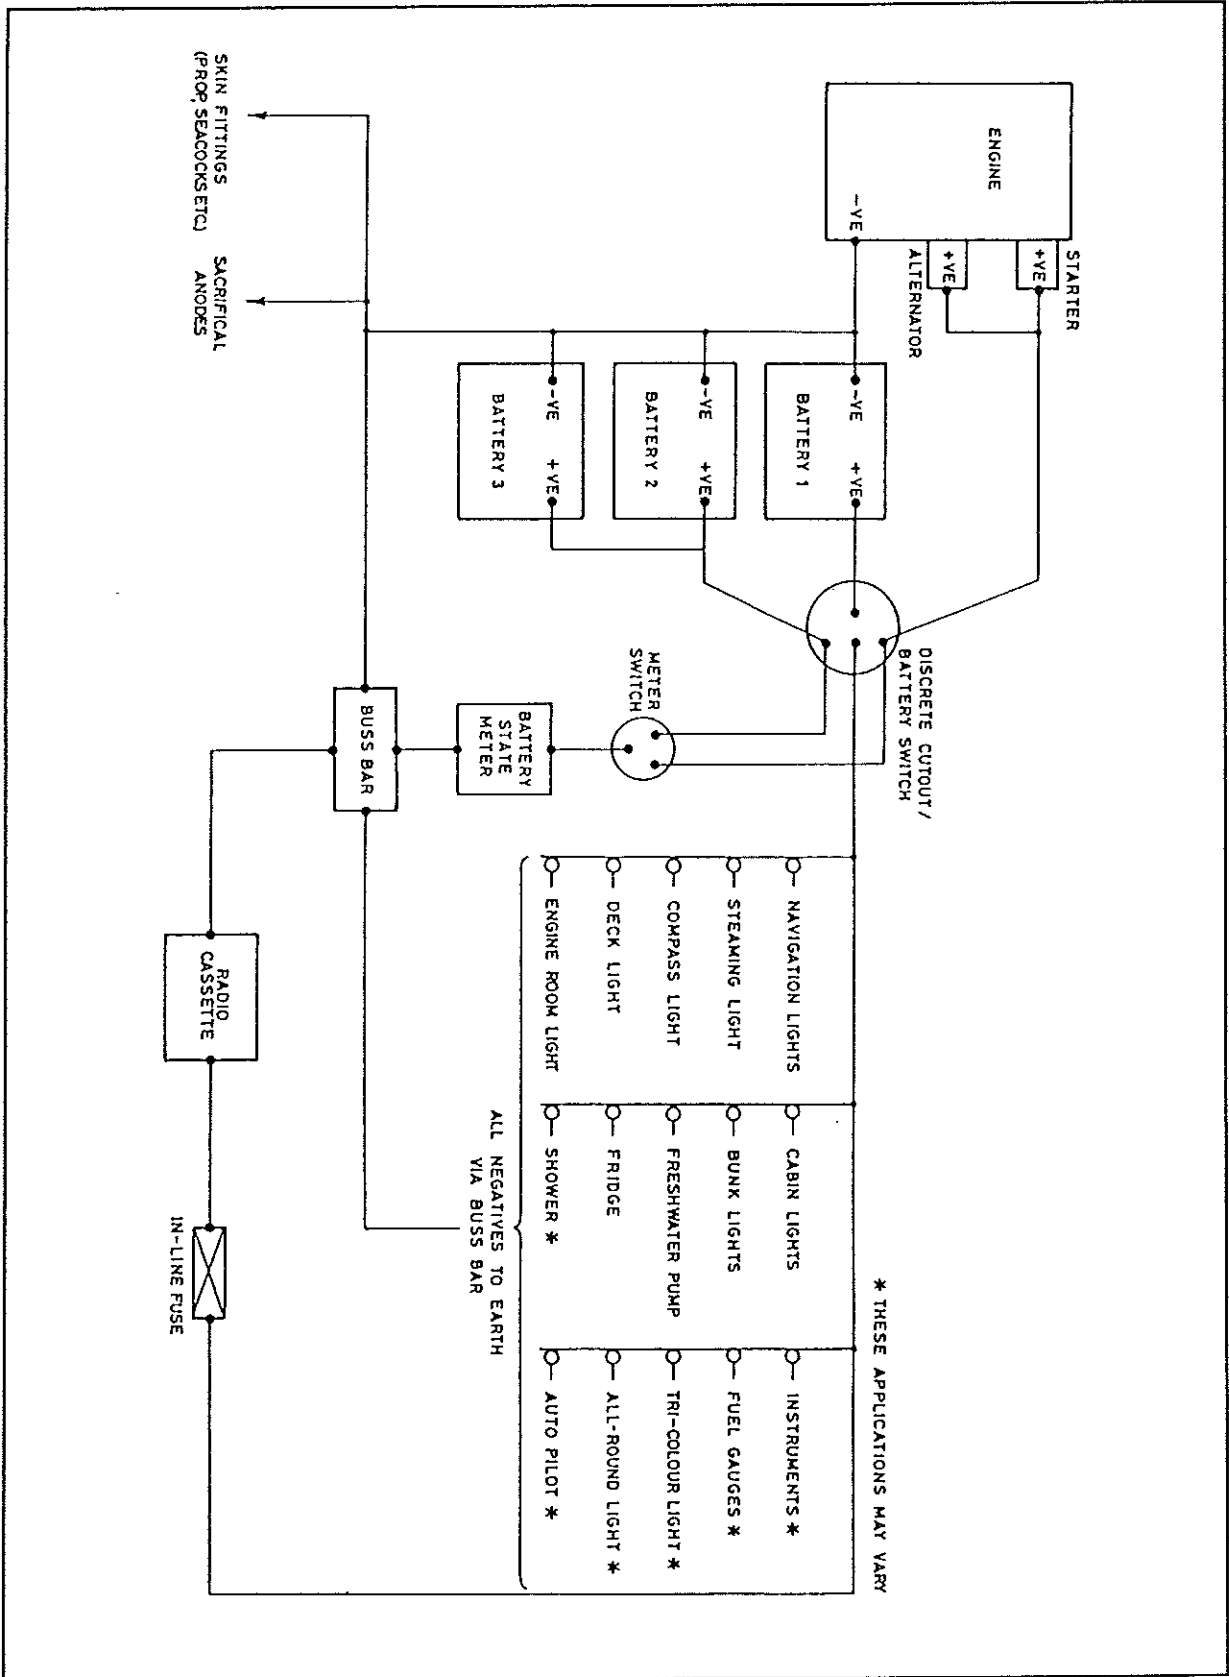 ENGINE
-VE
+VE
+VE
STARTER
ALTERNATOR
-VE
+VE
BATTERY 1
-VE
+VE
BATTERY 2
-VE
+VE
BATTERY 3
SKIN FITTINGS
(PROP, SEACOCKS ETC.)
SACRIFICAL
ANODES
DISCRETE CUTOUT/
BATTERY SWITCH
METER
SWITCH
BATTERY
STATE
METER
BUSS BAR
NAVIGATION LIGHTS
STEAMING LIGHT
COMPASS LIGHT
DECK LIGHT
ENGINE ROOM LIGHT
CABIN LIGHTS
BUNK LIGHTS
FRESHWATER PUMP
FRIDGE
SHOWER *
* THESE APPLICATIONS MAY VARY
INSTRUMENTS *
FUEL GAUGES *
TRI-COLOUR LIGHT *
ALL-ROUND LIGHT *
AUTO PILOT *
ALL NEGATIVES TO EARTH
VIA BUSS BAR
RADIO
CASSETTE
IN-LINE FUSE